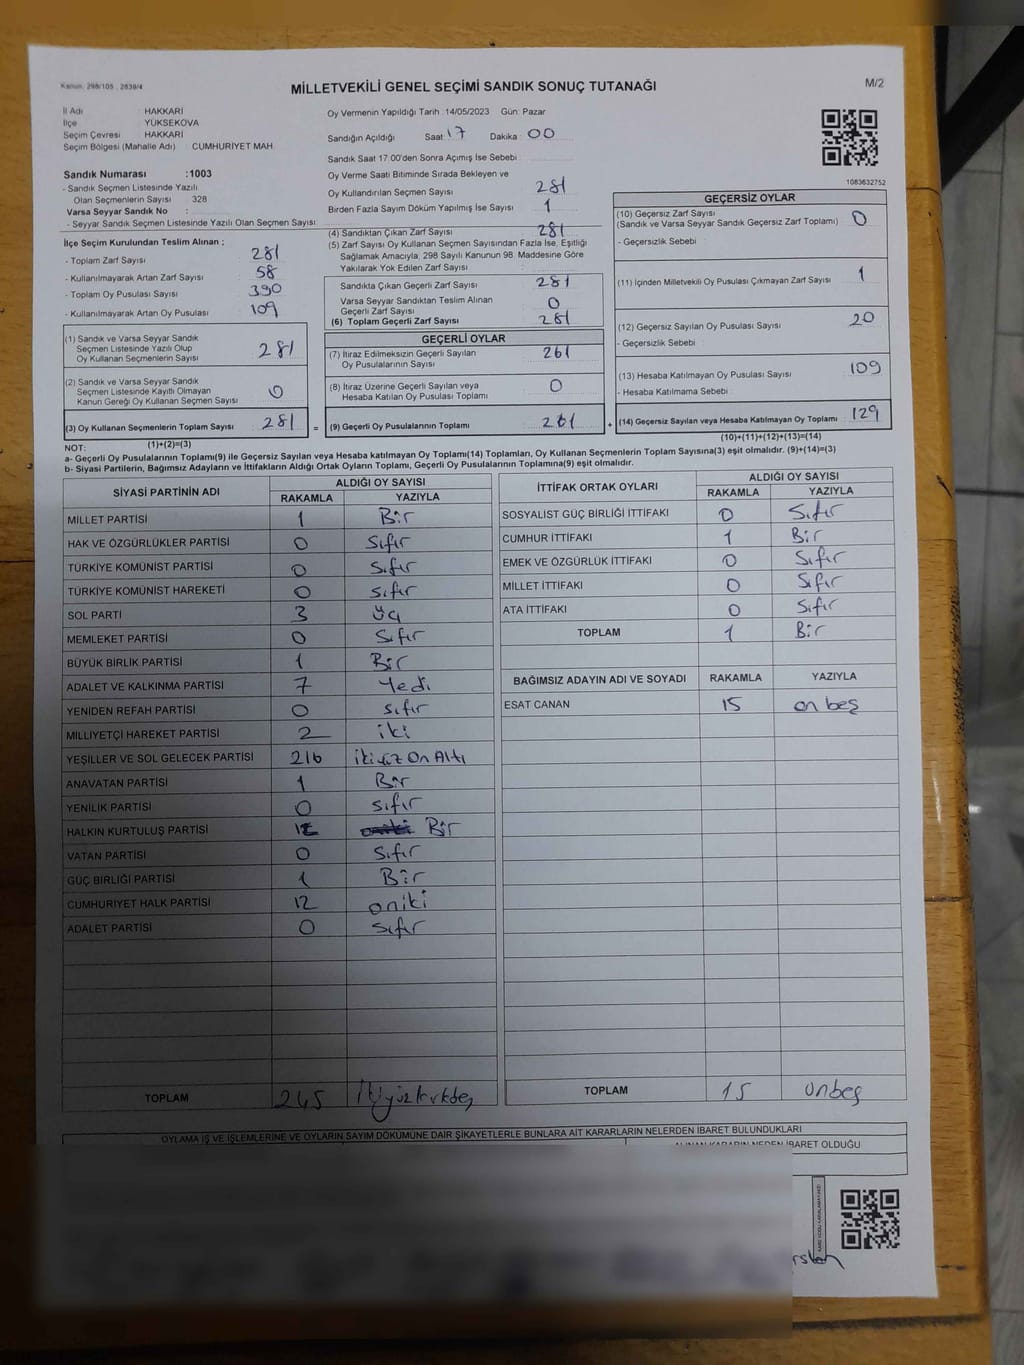 Kanun, 298/105 , 2839/4
MİLLETVEKİLİ GENEL SEÇİMİ SANDIK SONUÇ TUTANAĞI
M/2
İl Adı HAKKARİ
İlçe YÜKSEKOVA
Seçim Çevresi HAKKARİ
Seçim Bölgesi (Mahalle Adı) CUMHURİYET MAH.
Sandık Numarası :1003
- Sandık Seçmen Listesinde Yazılı
Olan Seçmenlerin Sayısı 328
Varsa Seyyar Sandık No :
- Seyyar Sandık Seçmen Listesinde Yazılı Olan Seçmen Sayısı:
İlçe Seçim Kurulundan Teslim Alınan ;
- Toplam Zarf Sayısı 281
- Kullanılmayarak Artan Zarf Sayısı 58
- Toplam Oy Pusulası Sayısı 390
- Kullanılmayarak Artan Oy Pusulası 109
(1) Sandık ve Varsa Seyyar Sandık
Seçmen Listesinde Yazılı Olup
Oy Kullanan Seçmenlerin Sayısı 281
(2) Sandık ve Varsa Seyyar Sandık
Seçmen Listesinde Kayıtlı Olmayan
Kanun Gereği Oy Kullanan Seçmen Sayısı 0
(3) Oy Kullanan Seçmenlerin Toplam Sayısı 281 =
(1)+(2)=(3)
Oy Vermenin Yapıldığı Tarih :14/05/2023 Gün: Pazar
Sandığın Açıldığı Saat: 17 Dakika: 00
Sandık Saat 17:00'den Sonra Açılmış İse Sebebi :
Oy Verme Saati Bitiminde Sırada Bekleyen ve
Oy Kullandırılan Seçmen Sayısı 281
Birden Fazla Sayım Döküm Yapılmış İse Sayısı 1
(4) Sandıktan Çıkan Zarf Sayısı 281
(5) Zarf Sayısı Oy Kullanan Seçmen Sayısından Fazla İse, Eşitliği
Sağlamak Amacıyla, 298 Sayılı Kanunun 98. Maddesine Göre
Yakılarak Yok Edilen Zarf Sayısı
Sandıkta Çıkan Geçerli Zarf Sayısı 281
Varsa Seyyar Sandıktan Teslim Alınan
Geçerli Zarf Sayısı 0
(6) Toplam Geçerli Zarf Sayısı 281
GEÇERLİ OYLAR
(7) İtiraz Edilmeksizin Geçerli Sayılan
Oy Pusulalarının Sayısı 261
(8) İtiraz Üzerine Geçerli Sayılan veya
Hesaba Katılan Oy Pusulası Toplamı 0
(9) Geçerli Oy Pusulalarının Toplamı 261 +
1083632752
GEÇERSİZ OYLAR
(10) Geçersiz Zarf Sayısı
(Sandık ve Varsa Seyyar Sandık Geçersiz Zarf Toplamı) 0
- Geçersizlik Sebebi :
(11) İçinden Milletvekili Oy Pusulası Çıkmayan Zarf Sayısı 1
(12) Geçersiz Sayılan Oy Pusulası Sayısı 20
- Geçersizlik Sebebi :
(13) Hesaba Katılmayan Oy Pusulası Sayısı 109
- Hesaba Katılmama Sebebi :
(14) Geçersiz Sayılan veya Hesaba Katılmayan Oy Toplamı 129
(10)+(11)+(12)+(13)=(14)
NOT:
a- Geçerli Oy Pusulalarının Toplamı(9) ile Geçersiz Sayılan veya Hesaba katılmayan Oy Toplamı(14) Toplamları, Oy Kullanan Seçmenlerin Toplam Sayısına(3) eşit olmalıdır. (9)+(14)=(3)
b- Siyasi Partilerin, Bağımsız Adayların ve İttifakların Aldığı Ortak Oyların Toplamı, Geçerli Oy Pusulalarının Toplamına(9) eşit olmalıdır.
SİYASİ PARTİNİN ADI ALDIĞI OY SAYISI
RAKAMLA YAZIYLA
MİLLET PARTİSİ 1 Bir
HAK VE ÖZGÜRLÜKLER PARTİSİ 0 Sıfır
TÜRKİYE KOMÜNİST PARTİSİ 0 Sıfır
TÜRKİYE KOMÜNİST HAREKETİ 0 sıfır
SOL PARTİ 3 üç
MEMLEKET PARTİSİ 0 Sıfır
BÜYÜK BİRLİK PARTİSİ 1 Bir
ADALET VE KALKINMA PARTİSİ 7 Yedi
YENİDEN REFAH PARTİSİ 0 sıfır
MİLLİYETÇİ HAREKET PARTİSİ 2 iki
YEŞİLLER VE SOL GELECEK PARTİSİ 216 iki yüz On Altı
ANAVATAN PARTİSİ 1 Bir
YENİLİK PARTİSİ 0 sıfır
HALKIN KURTULUŞ PARTİSİ oniki Bir
VATAN PARTİSİ 0 Sıfır
GÜÇ BİRLİĞİ PARTİSİ 1 Bir
CUMHURİYET HALK PARTİSİ 12 oniki
ADALET PARTİSİ 0 sıfır
TOPLAM 245 İkiyüzkırkbeş
İTTİFAK ORTAK OYLARI ALDIĞI OY SAYISI
RAKAMLA YAZIYLA
SOSYALİST GÜÇ BİRLİĞİ İTTİFAKI 0 Sıfır
CUMHUR İTTİFAKI 1 Bir
EMEK VE ÖZGÜRLÜK İTTİFAKI 0 Sıfır
MİLLET İTTİFAKI 0 Sıfır
ATA İTTİFAKI 0 Sıfır
TOPLAM 1 Bir
BAĞIMSIZ ADAYIN ADI VE SOYADI RAKAMLA YAZIYLA
ESAT CANAN 15 on beş
TOPLAM 15 onbeş
OYLAMA İŞ VE İŞLEMLERİNE VE OYLARIN SAYIM DÖKÜMÜNE DAİR ŞİKAYETLERLE BUNLARA AİT KARARLARIN NELERDEN İBARET BULUNDUKLARI
ALINAN KARARIN NEDEN İBARET OLDUĞU